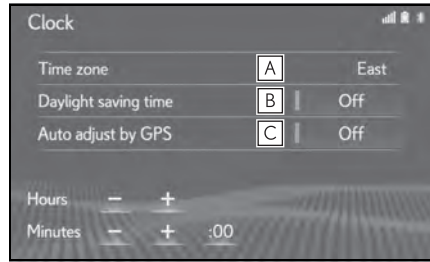 Clock
Time zone A East
Daylight saving time B Off
Auto adjust by GPS C Off
Hours − +
Minutes − + :00